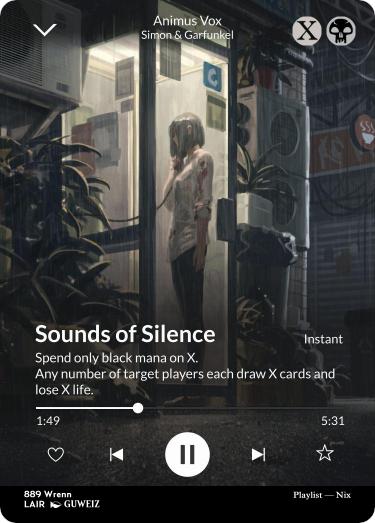 Animus Vox
Simon & Garfunkel
X
C
Sounds of Silence
Instant
Spend only black mana on X.
Any number of target players each draw X cards and
lose X life.
1:49
5:31
889 Wrenn
LAIR GUWEIZ
Playlist — Nix